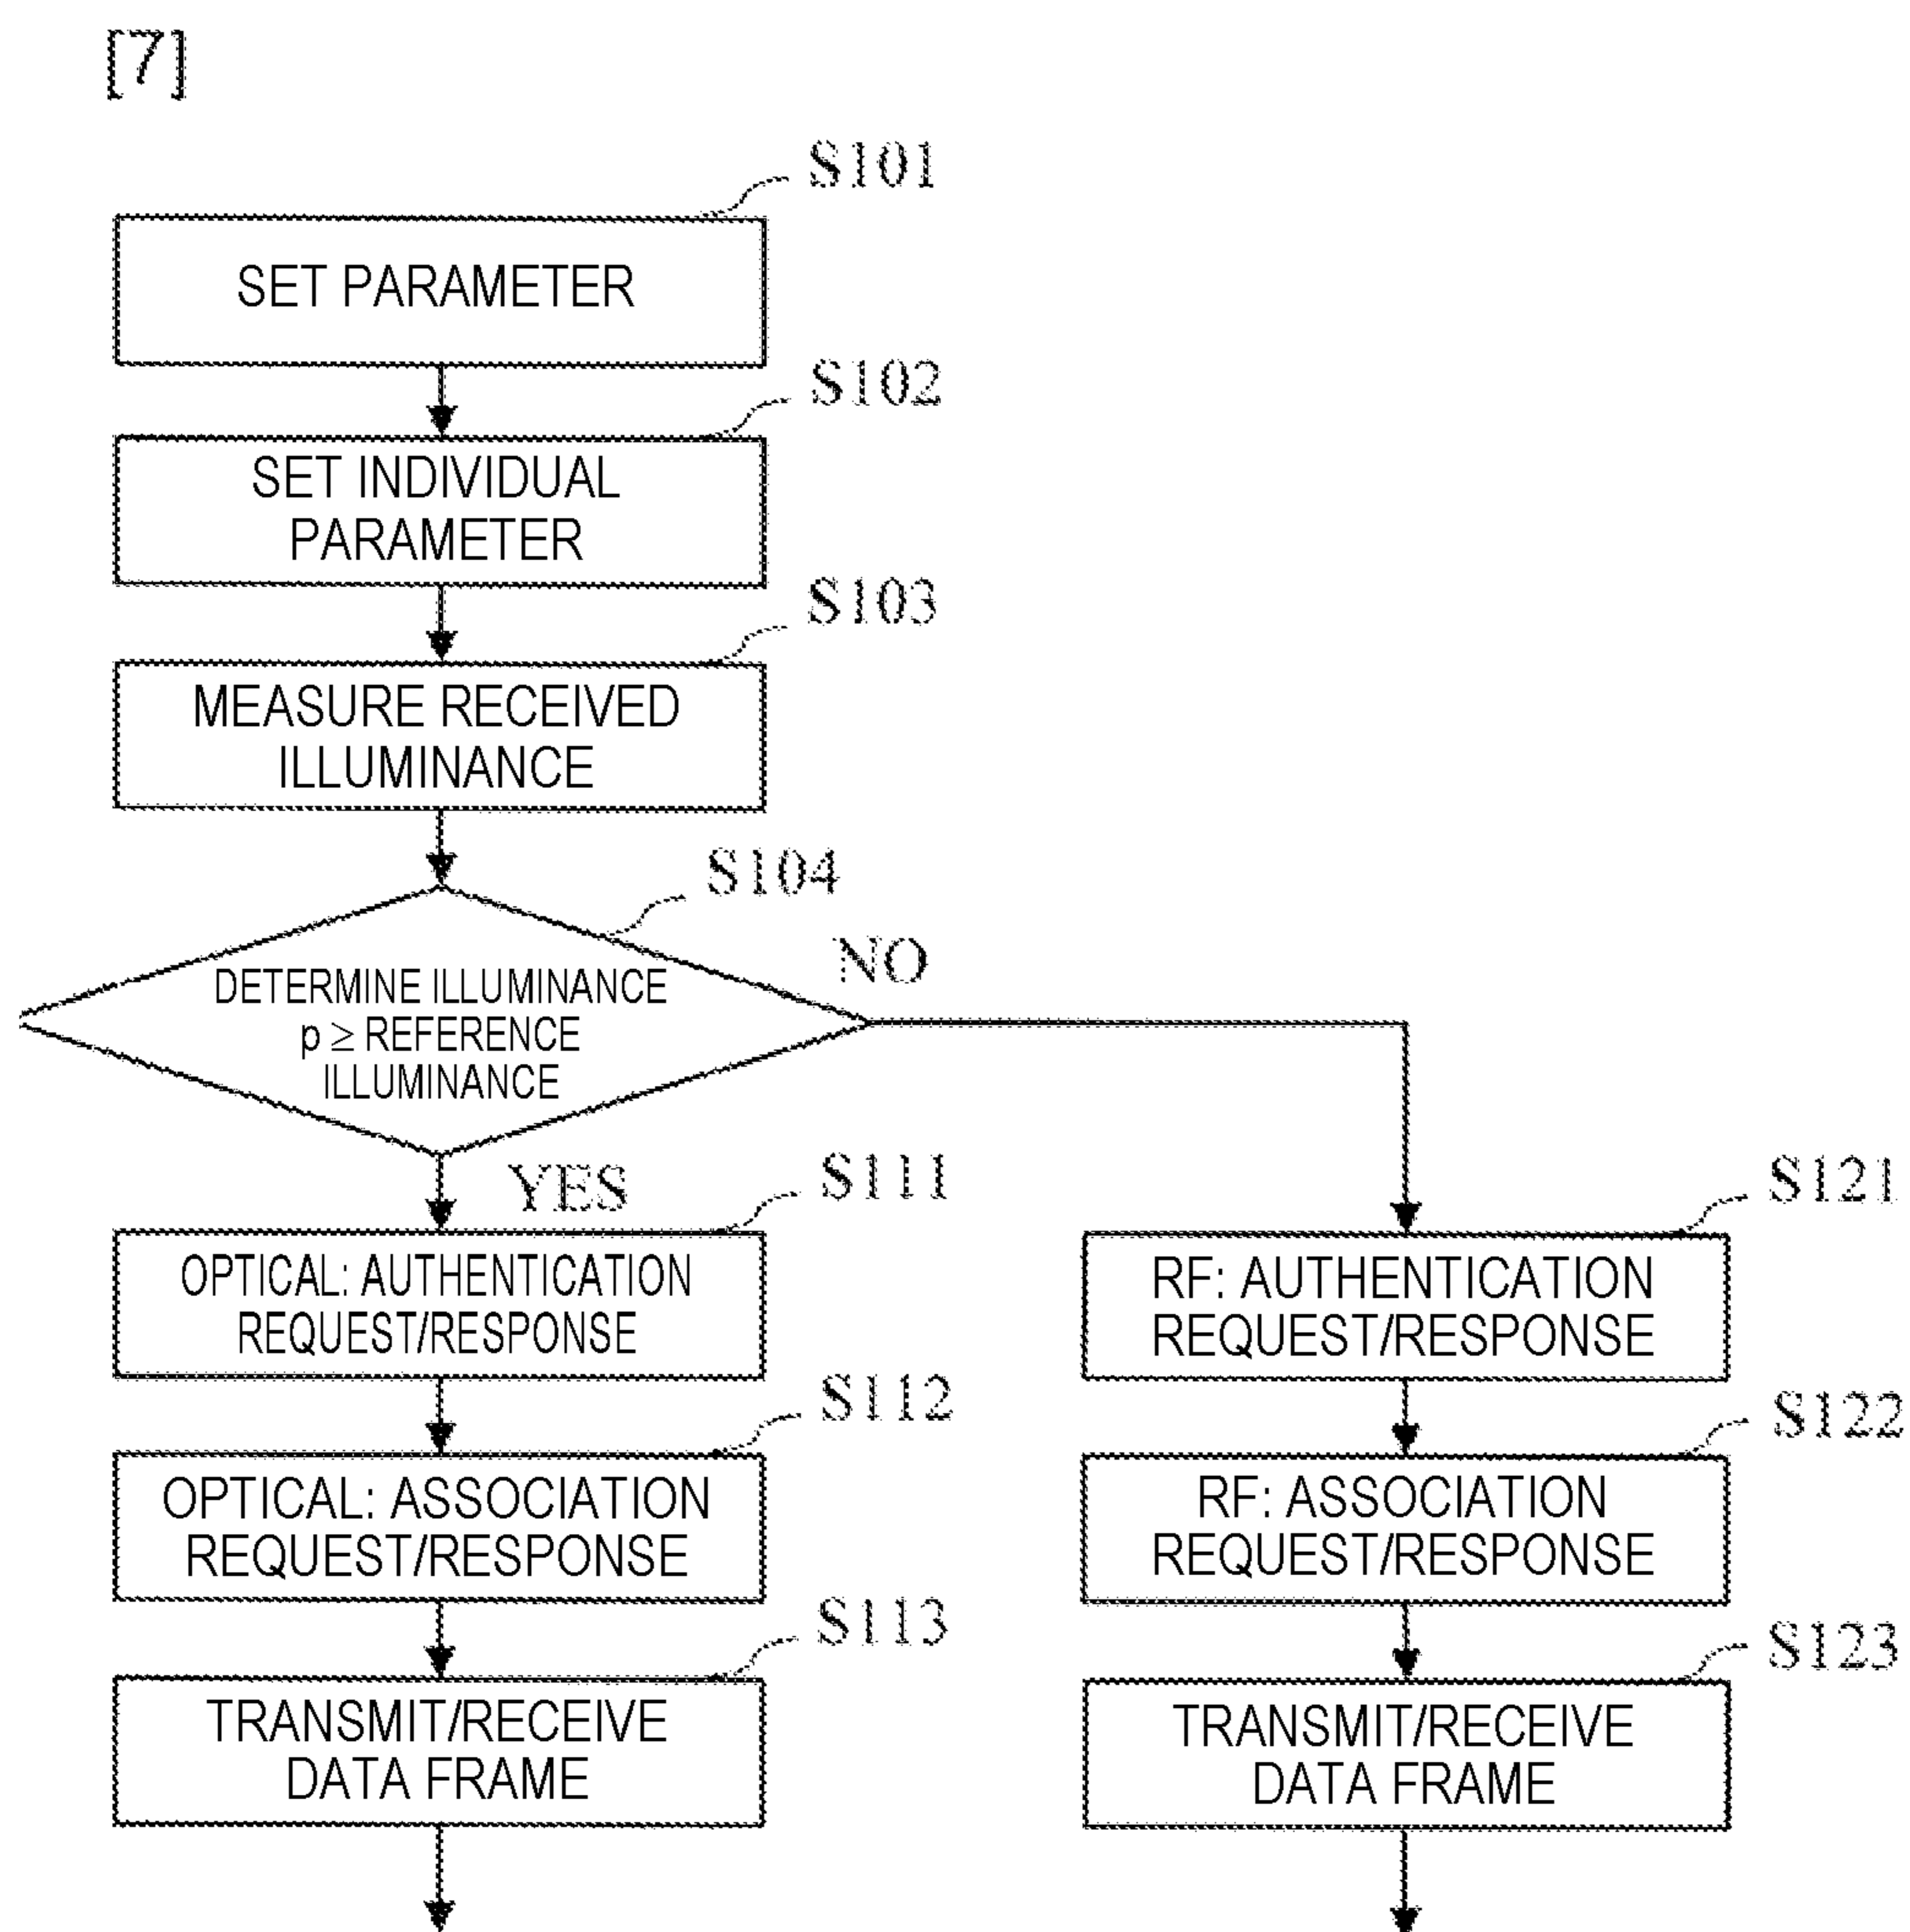 [7]
S101
SET PARAMETER
S102
SET INDIVIDUAL
PARAMETER
S103
MEASURE RECEIVED
ILLUMINANCE
S104
DETERMINE ILLUMINANCE
p ≥ REFERENCE
ILLUMINANCE
NO
YES
S111
OPTICAL: AUTHENTICATION
REQUEST/RESPONSE
S112
OPTICAL: ASSOCIATION
REQUEST/RESPONSE
S113
TRANSMIT/RECEIVE
DATA FRAME
S121
RF: AUTHENTICATION
REQUEST/RESPONSE
S122
RF: ASSOCIATION
REQUEST/RESPONSE
S123
TRANSMIT/RECEIVE
DATA FRAME